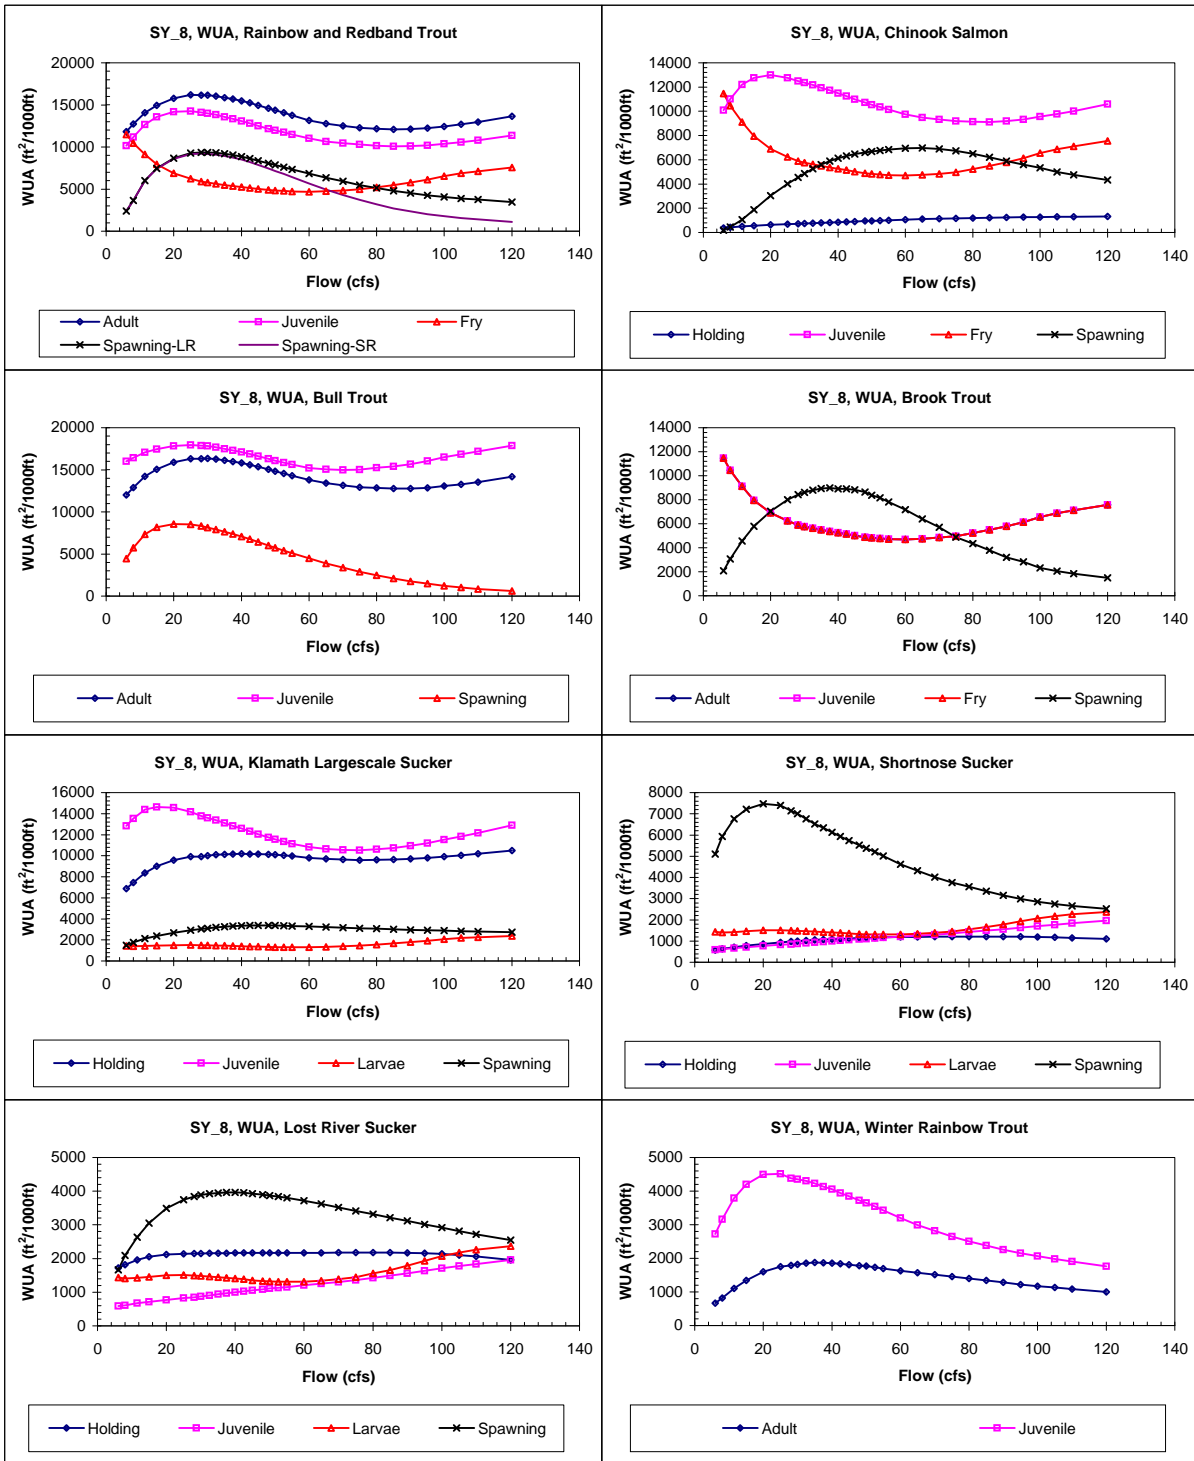 SY_8, WUA, Rainbow and Redband Trout
WUA (ft²/1000ft)
20000
15000
10000
5000
0
0 20 40 60 80 100 120 140
Flow (cfs)
Adult Juvenile Fry
Spawning-LR Spawning-SR
SY_8, WUA, Chinook Salmon
WUA (ft²/1000ft)
14000
12000
10000
8000
6000
4000
2000
0
0 20 40 60 80 100 120 140
Flow (cfs)
Holding Juvenile Fry Spawning
SY_8, WUA, Bull Trout
WUA (ft²/1000ft)
20000
15000
10000
5000
0
0 20 40 60 80 100 120 140
Flow (cfs)
Adult Juvenile Spawning
SY_8, WUA, Brook Trout
WUA (ft²/1000ft)
14000
12000
10000
8000
6000
4000
2000
0
0 20 40 60 80 100 120 140
Flow (cfs)
Adult Juvenile Fry Spawning
SY_8, WUA, Klamath Largescale Sucker
WUA (ft²/1000ft)
16000
14000
12000
10000
8000
6000
4000
2000
0
0 20 40 60 80 100 120 140
Flow (cfs)
Holding Juvenile Larvae Spawning
SY_8, WUA, Shortnose Sucker
WUA (ft²/1000ft)
8000
7000
6000
5000
4000
3000
2000
1000
0
0 20 40 60 80 100 120 140
Flow (cfs)
Holding Juvenile Larvae Spawning
SY_8, WUA, Lost River Sucker
WUA (ft²/1000ft)
5000
4000
3000
2000
1000
0
0 20 40 60 80 100 120 140
Flow (cfs)
Holding Juvenile Larvae Spawning
SY_8, WUA, Winter Rainbow Trout
WUA (ft²/1000ft)
5000
4000
3000
2000
1000
0
0 20 40 60 80 100 120 140
Flow (cfs)
Adult Juvenile